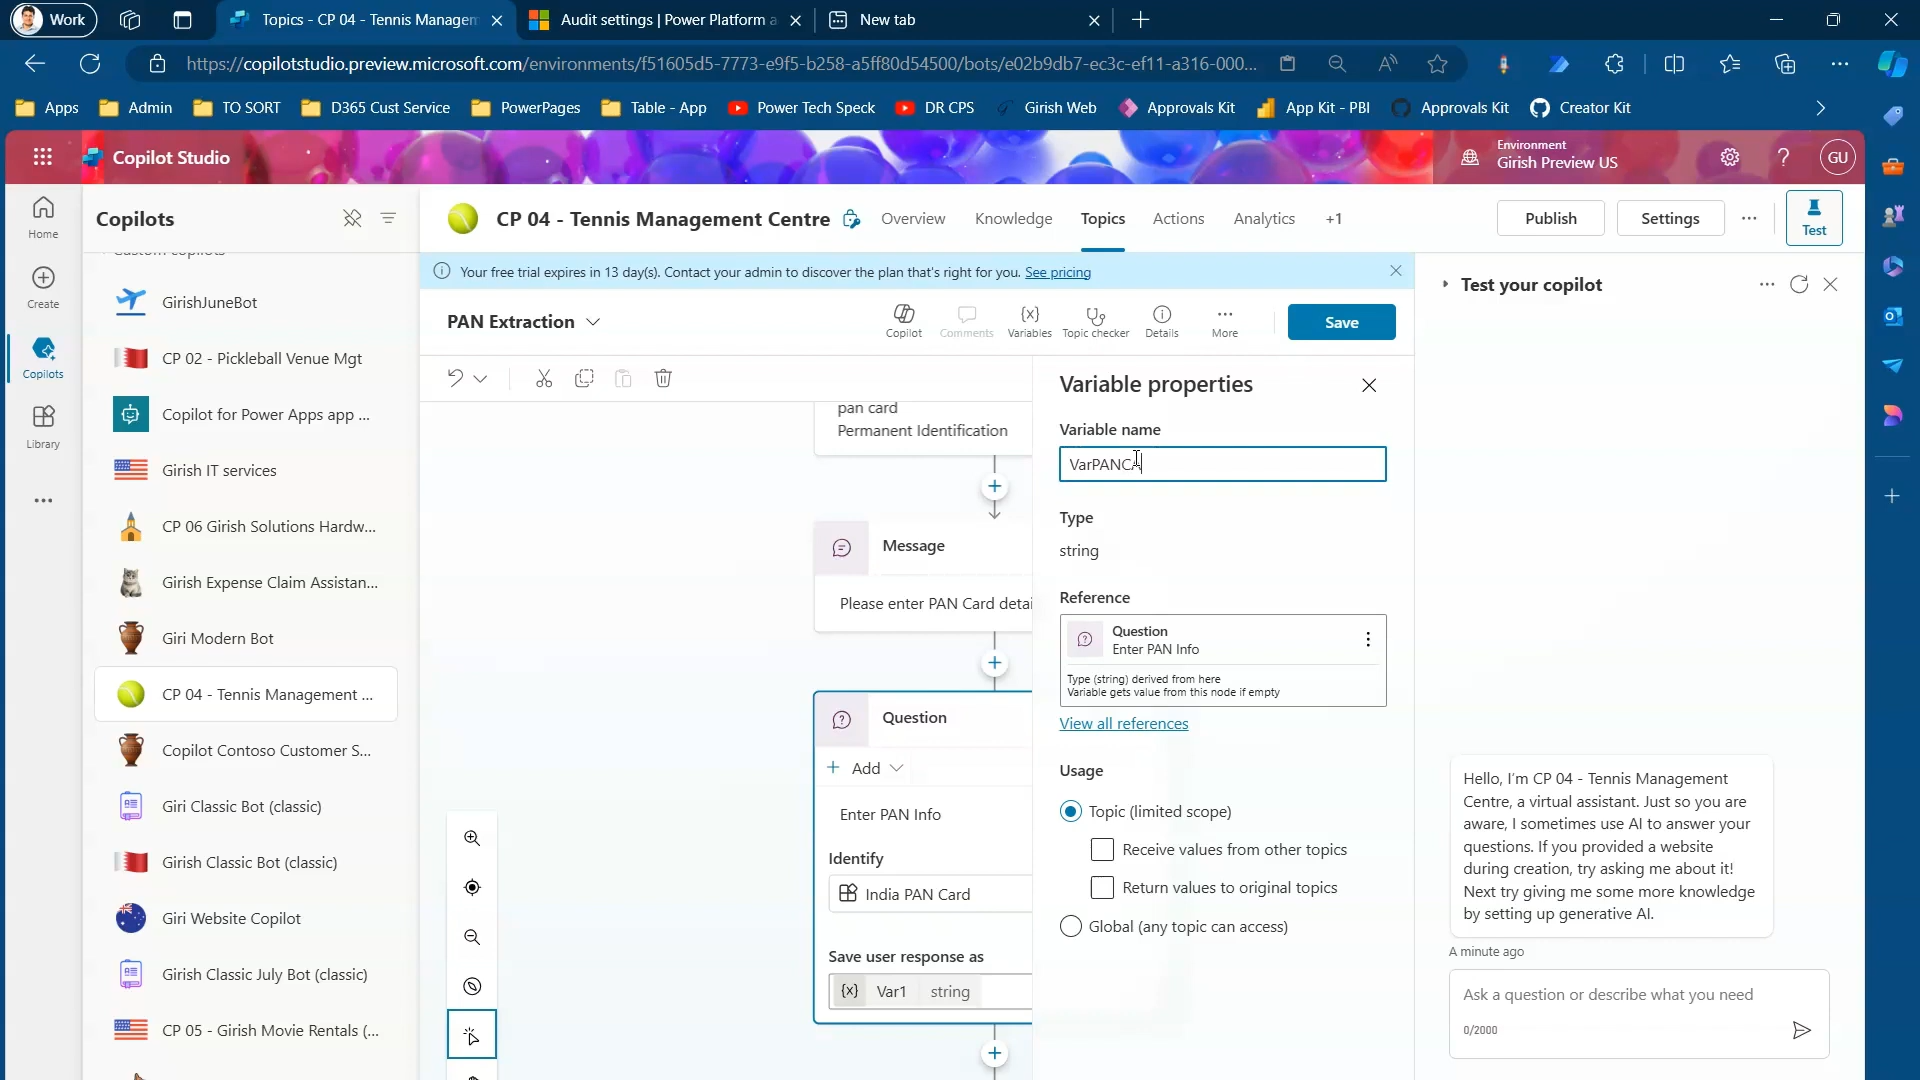 Work
Topics - CP 04 - Tennis Managem
Audit settings | Power Platform a
New tab
https://copilotstudio.preview.microsoft.com/environments/f51605d5-7773-e9f5-b258-a5ff80d54500/bots/e02b9db7-ec3c-ef11-a316-000...
Apps
Admin
TO SORT
D365 Cust Service
PowerPages
Table - App
Power Tech Speck
DR CPS
Girish Web
Approvals Kit
App Kit - PBI
Approvals Kit
Creator Kit
Copilot Studio
Environment
Girish Preview US
GU
Home
Create
Copilots
Library
Copilots
Custom copilots
GirishJuneBot
CP 02 - Pickleball Venue Mgt
Copilot for Power Apps app ...
Girish IT services
CP 06 Girish Solutions Hardw...
Girish Expense Claim Assistan...
Giri Modern Bot
CP 04 - Tennis Management ...
Copilot Contoso Customer S...
Giri Classic Bot (classic)
Girish Classic Bot (classic)
Giri Website Copilot
Girish Classic July Bot (classic)
CP 05 - Girish Movie Rentals (...
CP 04 - Tennis Management Centre
Overview
Knowledge
Topics
Actions
Analytics
+1
Publish
Settings
Test
Your free trial expires in 13 day(s). Contact your admin to discover the plan that's right for you. See pricing
PAN Extraction
Copilot
Comments
Variables
Topic checker
Details
More
Save
pan card
Permanent Identification
Message
Please enter PAN Card detai
Question
Add
Enter PAN Info
Identify
India PAN Card
Save user response as
{x} Var1 string
Variable properties
Variable name
VarPANCA
Type
string
Reference
Question
Enter PAN Info
Type (string) derived from here
Variable gets value from this node if empty
View all references
Usage
Topic (limited scope)
Receive values from other topics
Return values to original topics
Global (any topic can access)
Test your copilot
Hello, I'm CP 04 - Tennis Management
Centre, a virtual assistant. Just so you are
aware, I sometimes use AI to answer your
questions. If you provided a website
during creation, try asking me about it!
Next try giving me some more knowledge
by setting up generative AI.
A minute ago
Ask a question or describe what you need
0/2000